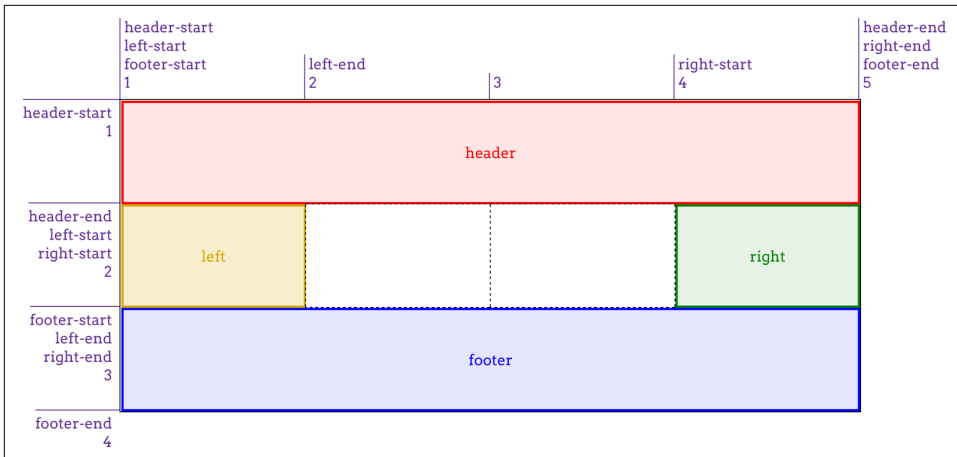 header-start
left-start
footer-start
1
left-end
2
3
right-start
4
header-end
right-end
footer-end
5
header-start
1
header
header-end
left-start
right-start
2
left
right
footer-start
left-end
right-end
3
footer
footer-end
4